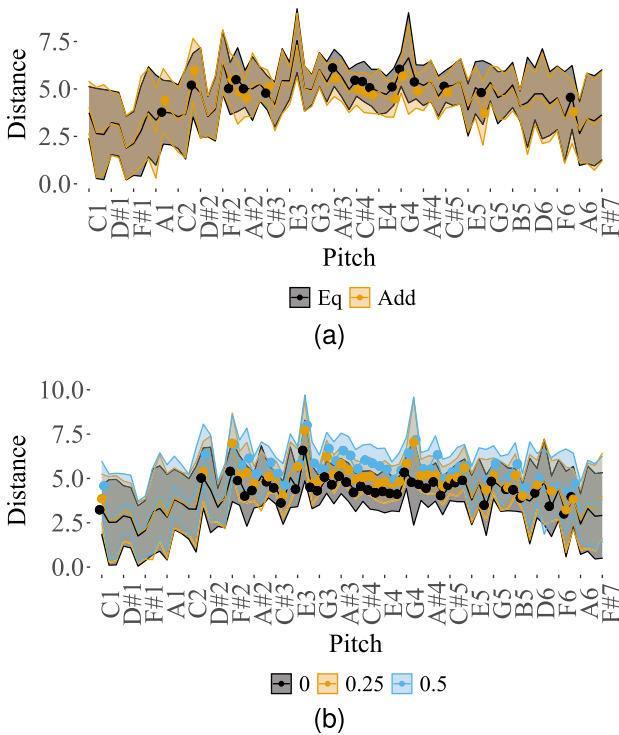 7.5
5.0
2.5
0.0
Distance
C1 D#1 F#1 A1 C2 D#2 F#2 A#2 C#3 E3 G3 A#3 C#4 E4 G4 A#4 C#5 E5 G5 B5 D6 F6 A6 F#7
Pitch
Eq Add
(a)
10.0
7.5
5.0
2.5
0.0
Distance
C1 D#1 F#1 A1 C2 D#2 F#2 A#2 C#3 E3 G3 A#3 C#4 E4 G4 A#4 C#5 E5 G5 B5 D6 F6 A6 F#7
Pitch
0 0.25 0.5
(b)